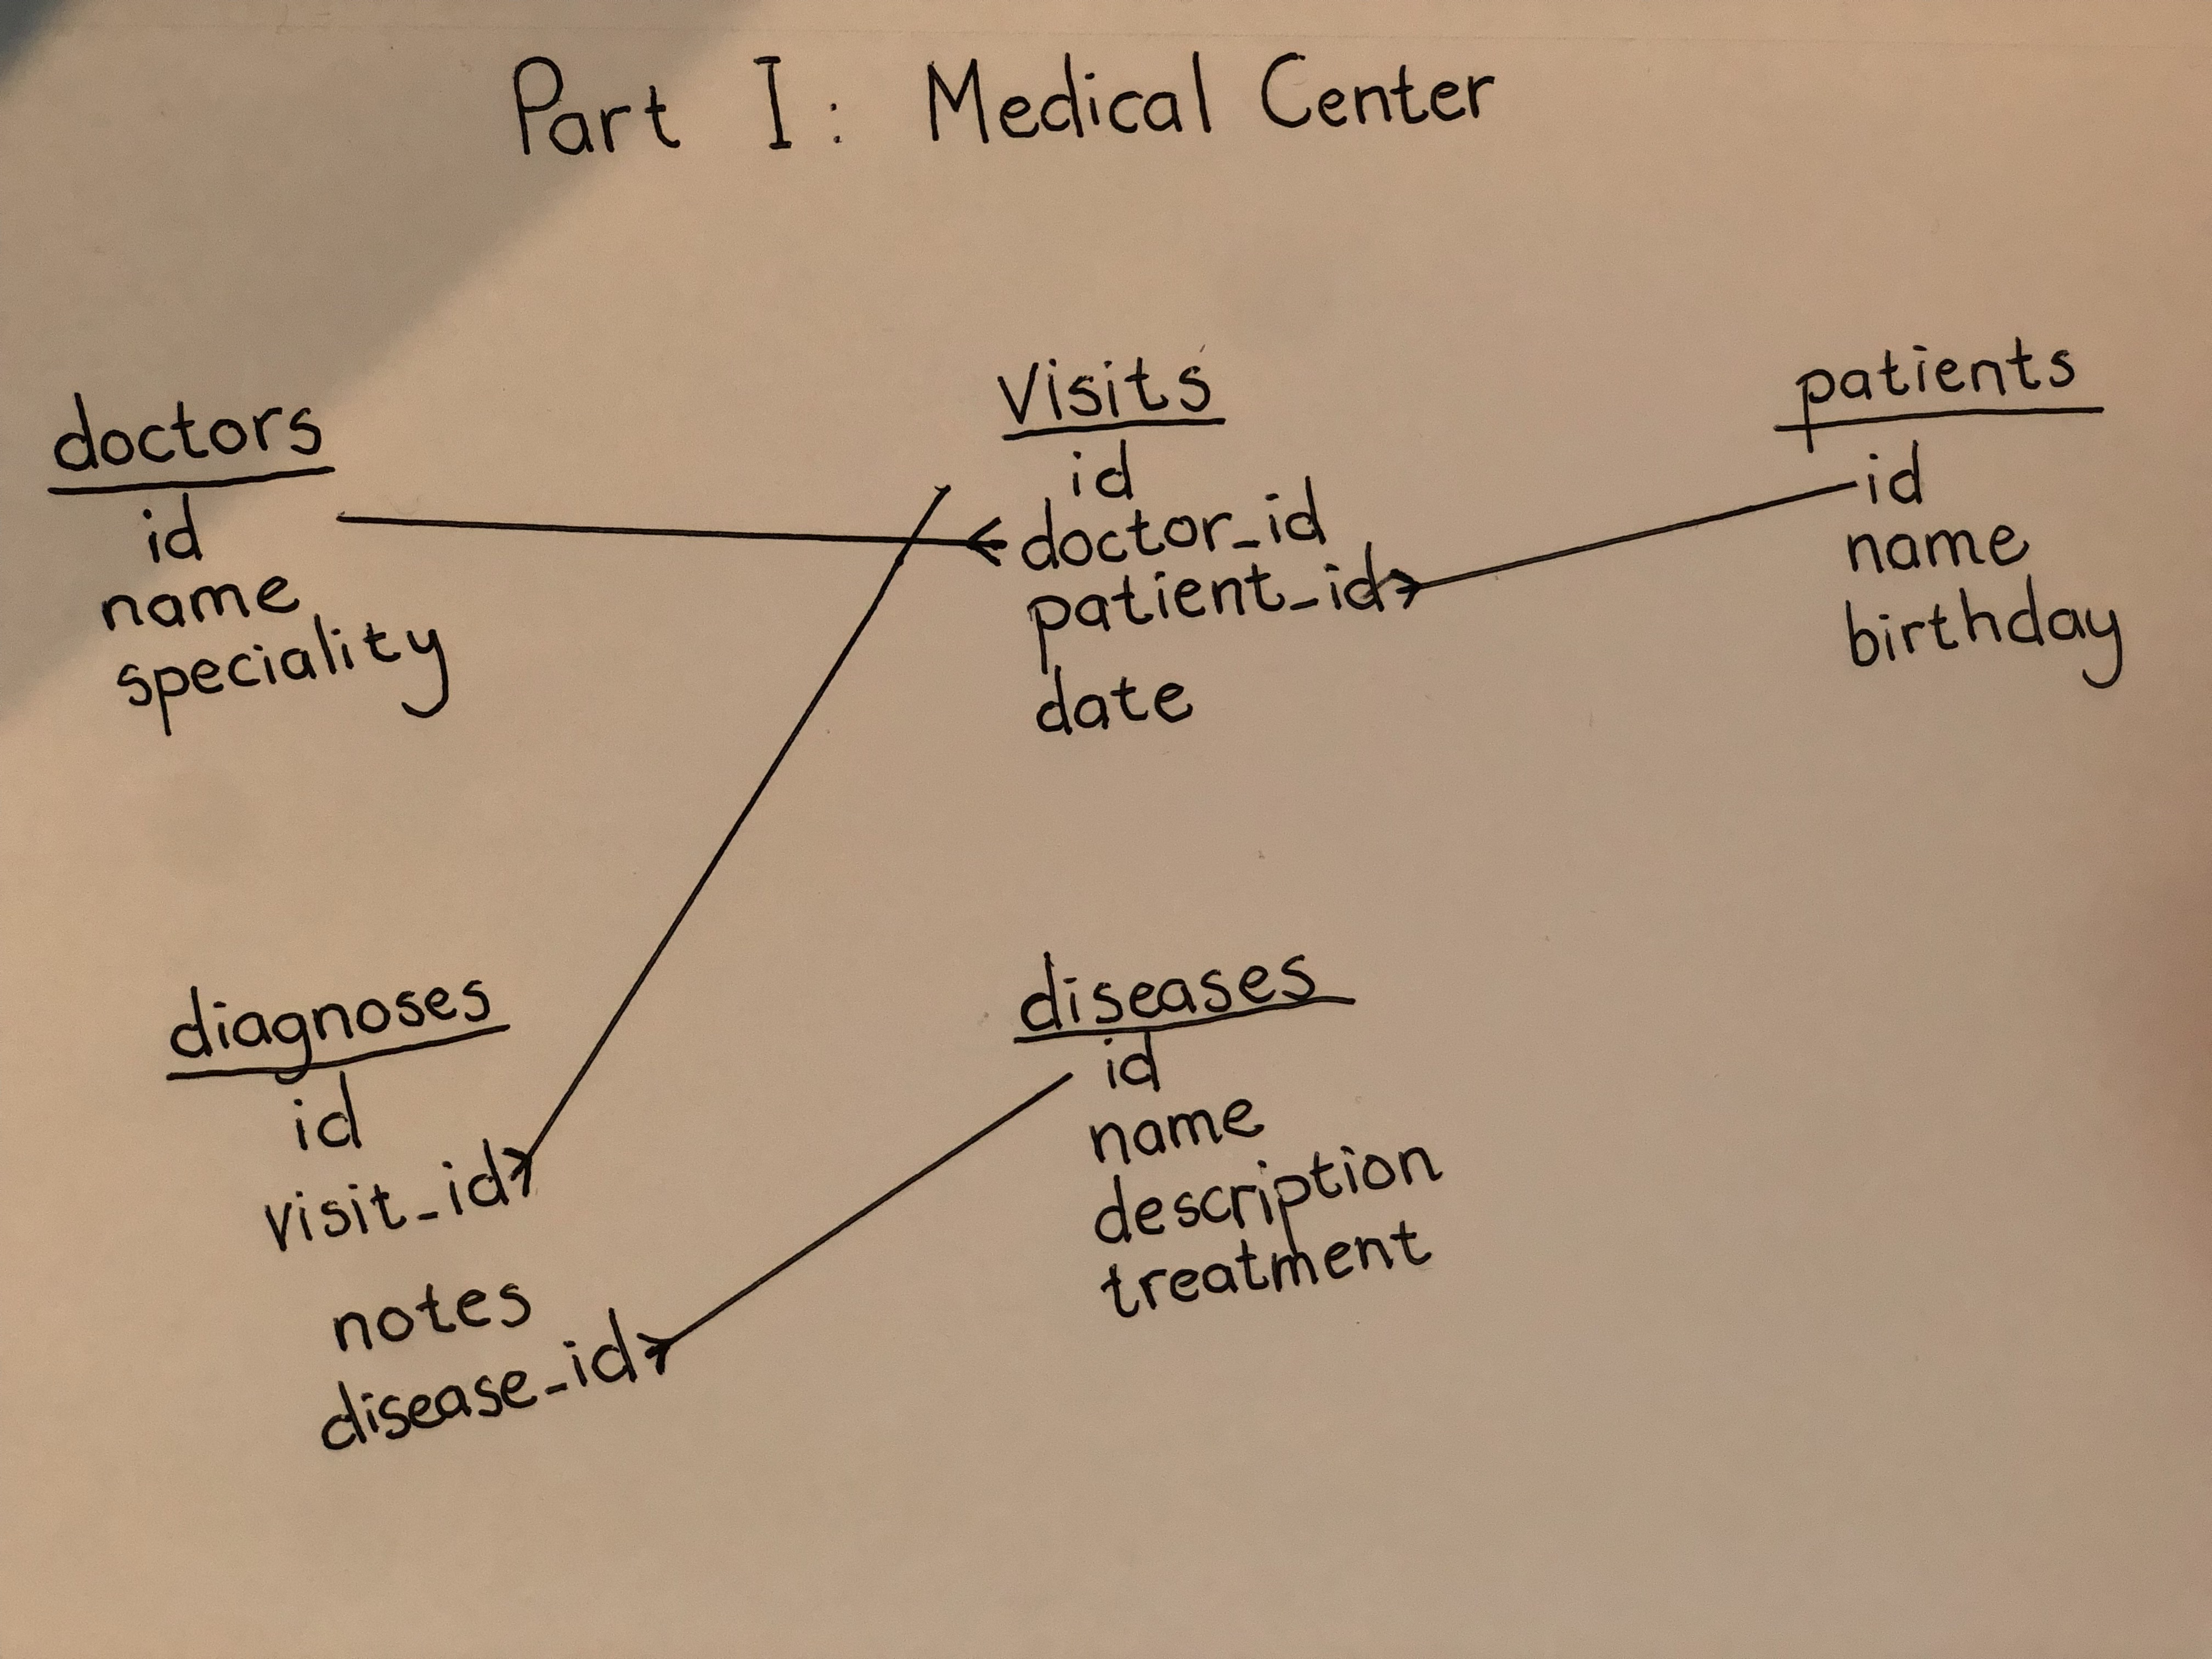 Part I: Medical Center
doctors
id
name
speciality
visits
id
doctor_id
patient_id
date
patients
id
name
birthday
diagnoses
id
visit_id
notes
disease_id
diseases
id
name
description
treatment